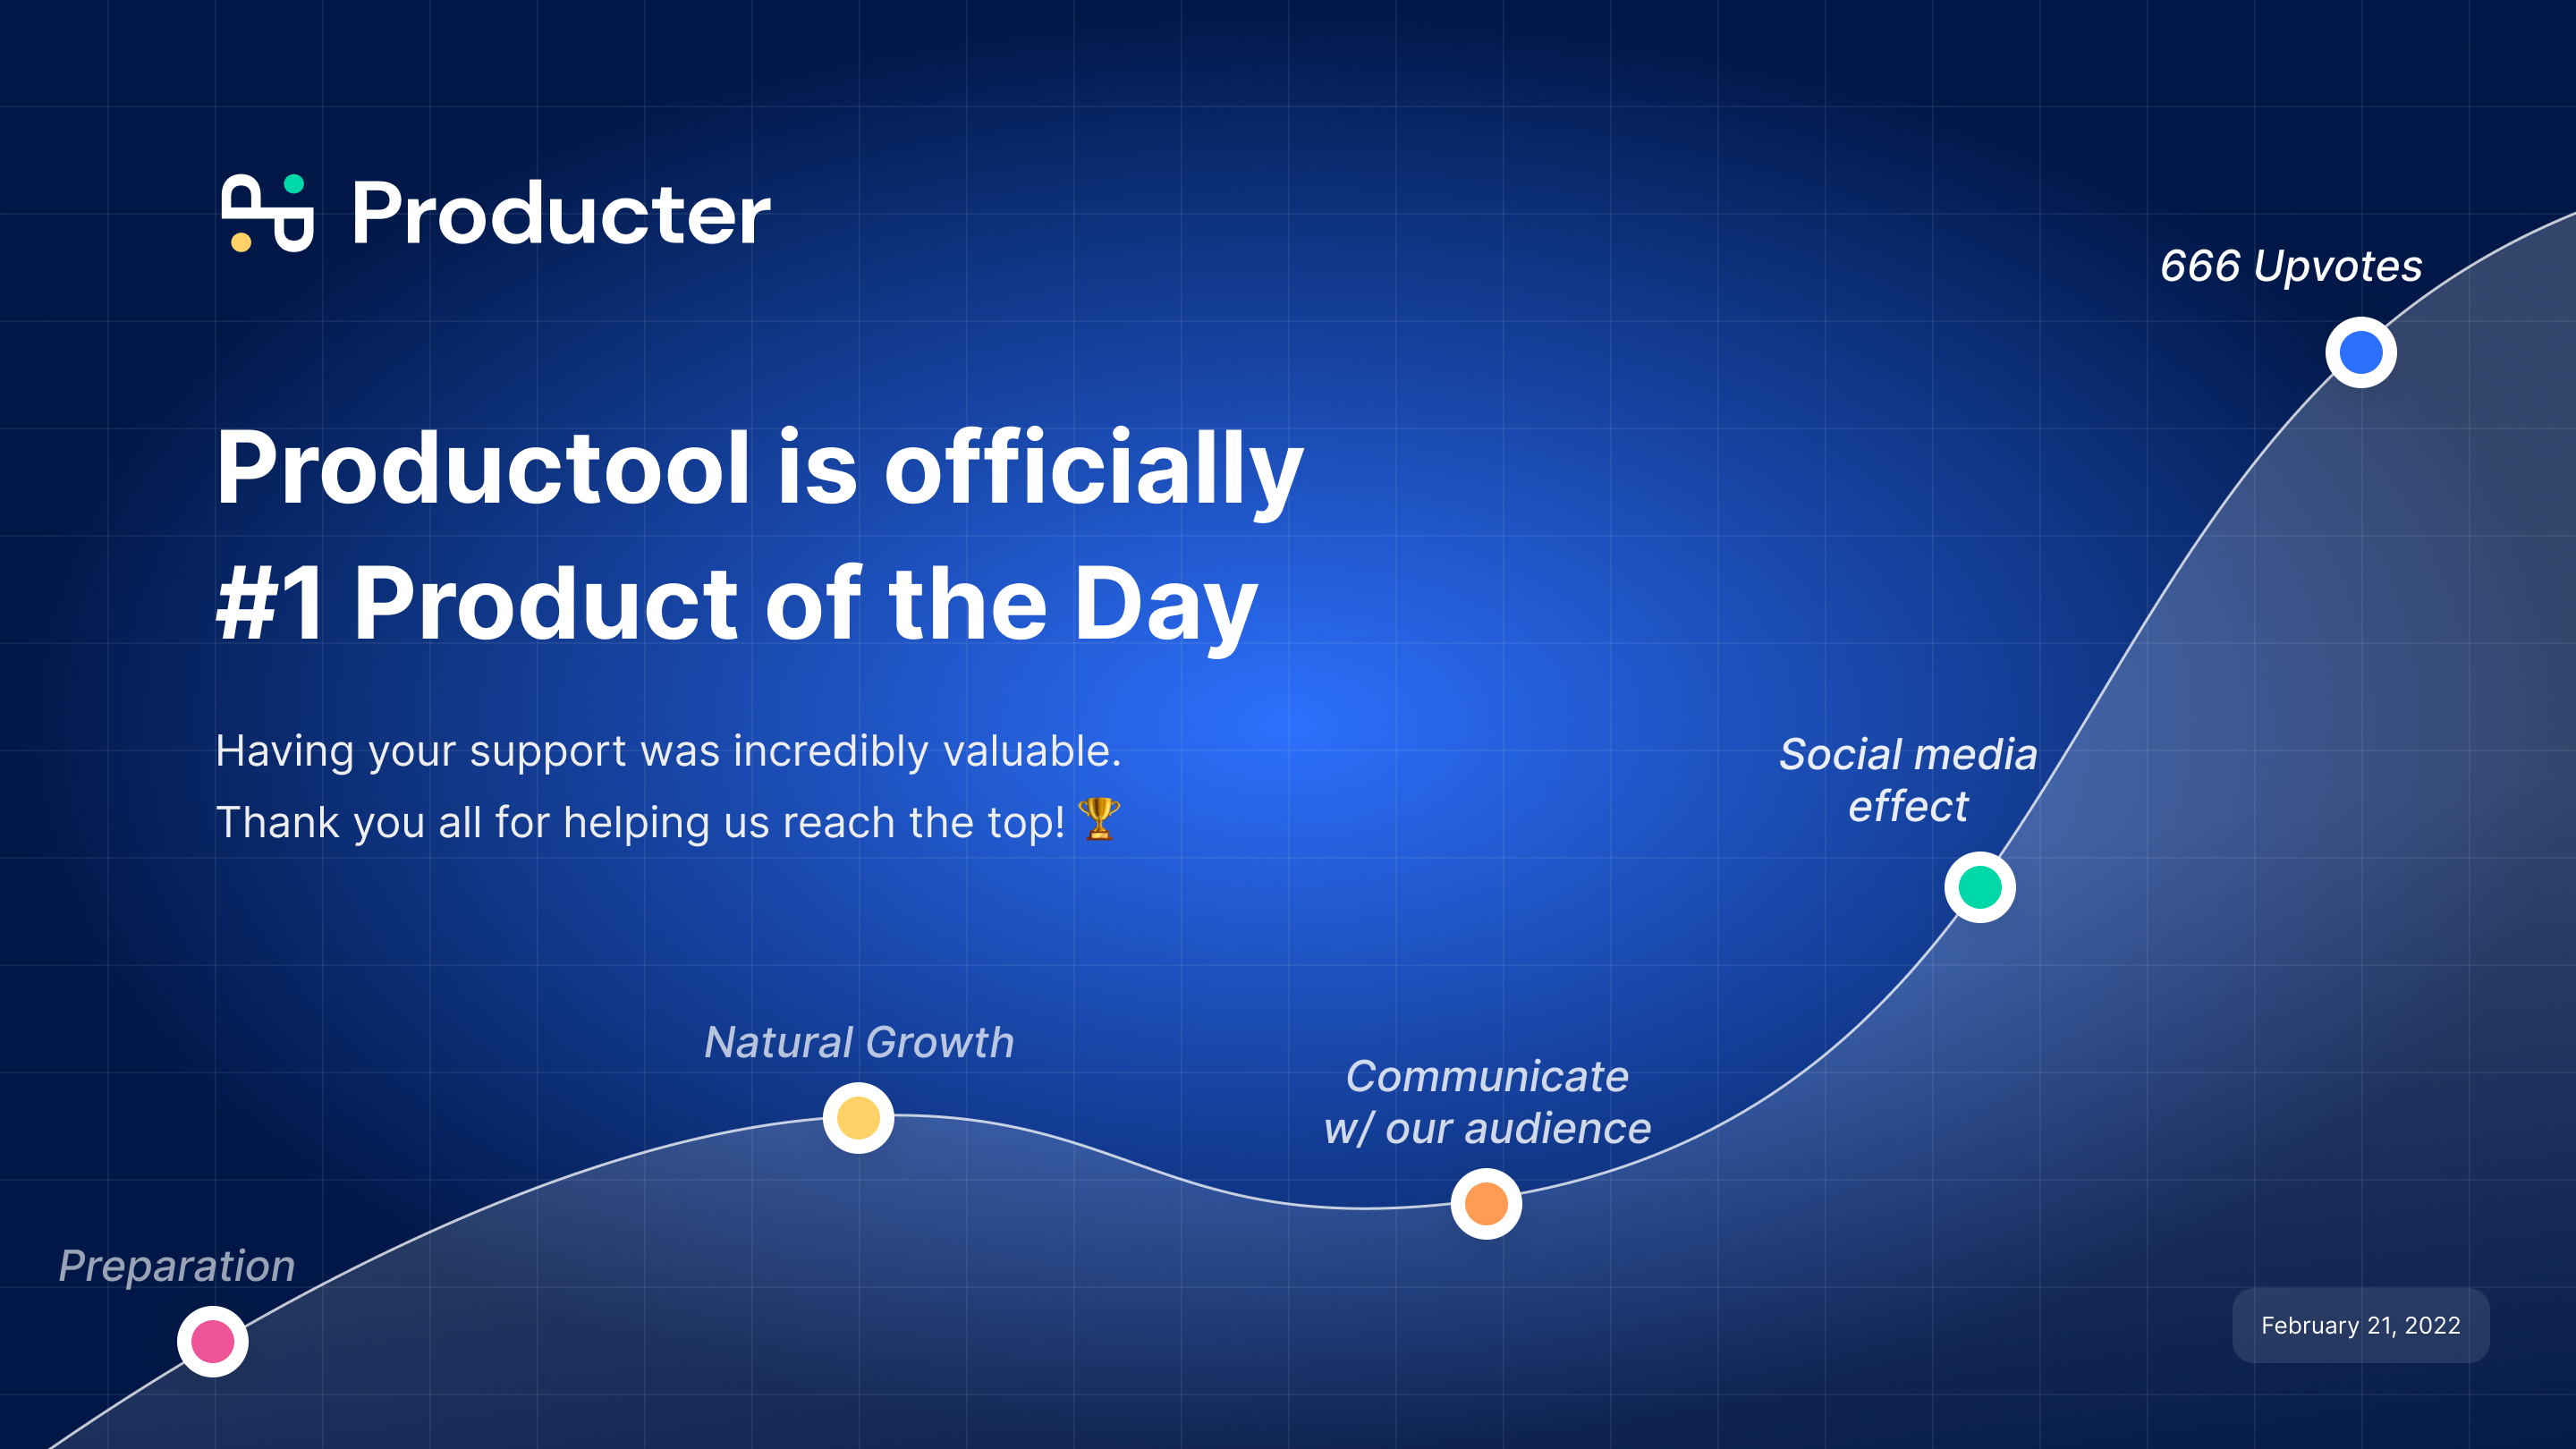 Producter
Productool is officially
#1 Product of the Day
Having your support was incredibly valuable.
Thank you all for helping us reach the top! 🏆
666 Upvotes
Social media
effect
Natural Growth
Communicate
w/ our audience
Preparation
February 21, 2022